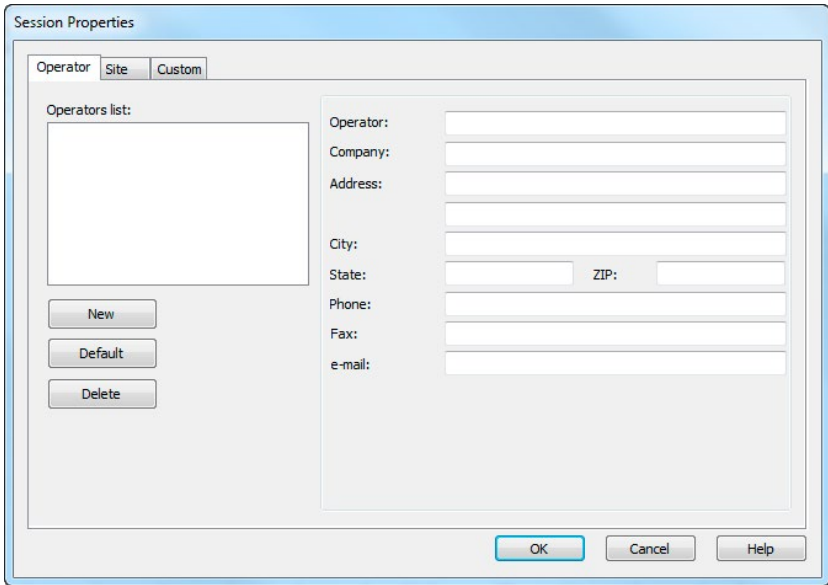 Session Properties
Operator Site Custom
Operators list:
New
Default
Delete
Operator:
Company:
Address:
City:
State: ZIP:
Phone:
Fax:
e-mail:
OK Cancel Help